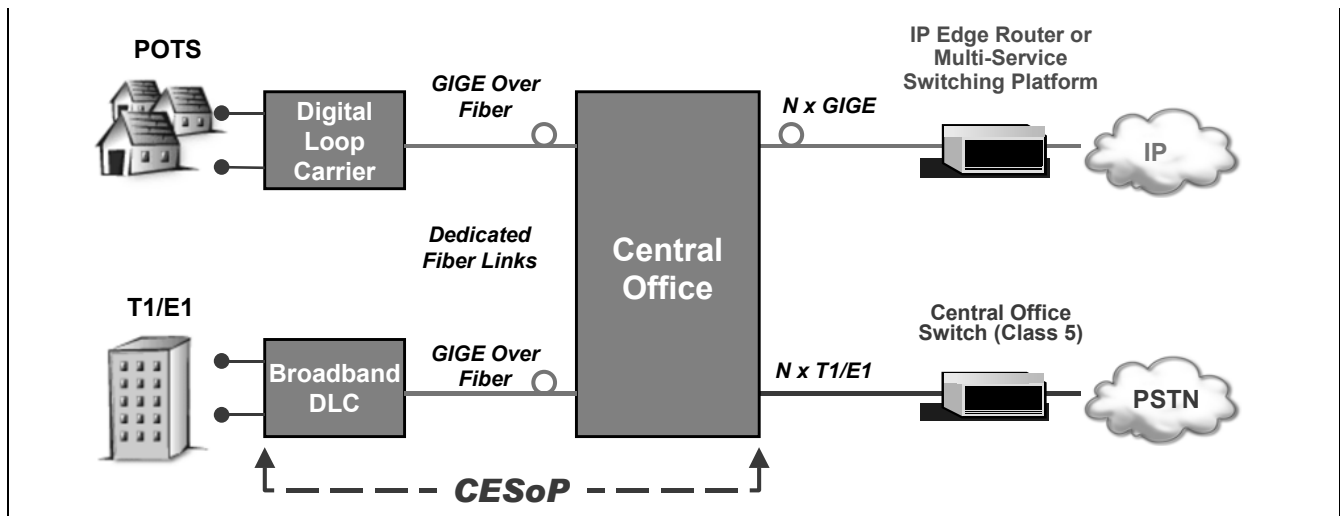 POTS
Digital
Loop
Carrier
GIGE Over
Fiber
Central
Office
N x GIGE
IP Edge Router or
Multi-Service
Switching Platform
IP
Dedicated
Fiber Links
T1/E1
Broadband
DLC
GIGE Over
Fiber
N x T1/E1
Central Office
Switch (Class 5)
PSTN
CESoP